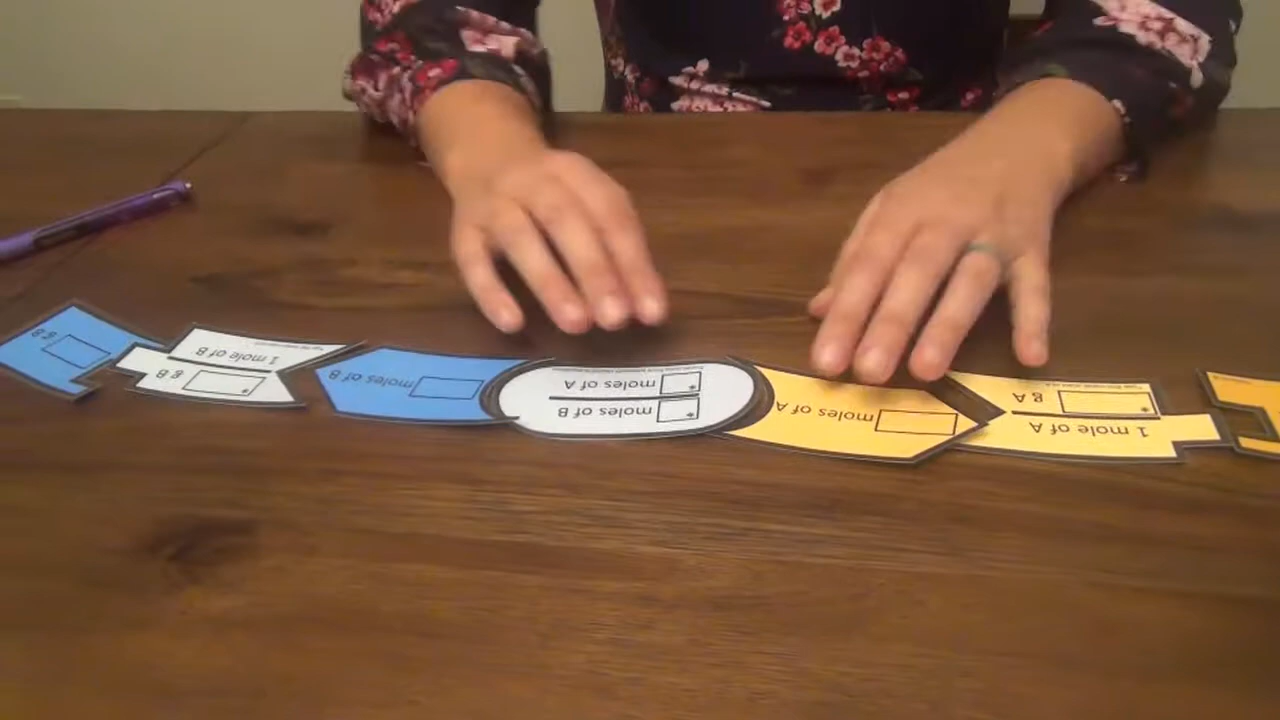 1 mole of A
* g A
moles of A
* moles of B
* moles of A
moles of B
* g B
1 mole of B
g B